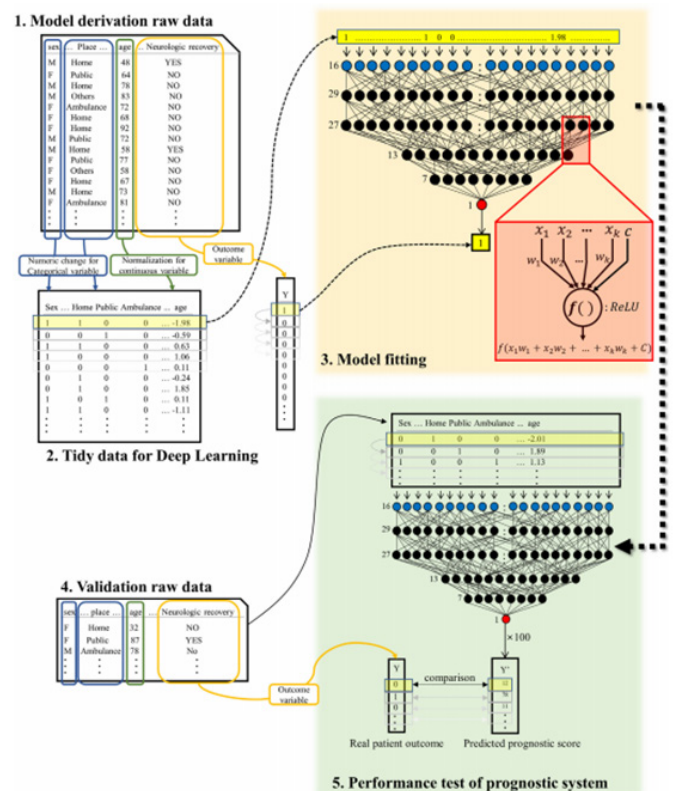 1. Model derivation raw data
sex ... Place ... age ... Neurologic recovery
M Home 48 YES
F Public 64 NO
M Home 78 NO
M Others 83 NO
F Ambulance 72 NO
F Home 68 NO
F Home 92 NO
M Public 72 NO
M Home 58 YES
F Public 77 NO
F Others 58 NO
F Home 67 NO
M Home 73 NO
F Ambulance 81 NO
Numeric change for
Categorical variable
Normalization for
continuous variable
Outcome
variable
Sex ... Home Public Ambulance .. age
1 1 0 0 ... -1.98
0 0 1 0 ... -0.59
1 1 0 0 ... 0.63
1 0 0 0 ... 1.06
0 0 0 1 ... 0.11
0 1 0 0 ... -0.24
0 1 0 0 ... 1.85
1 0 1 0 ... 0.11
1 1 0 0 ... -1.11
Y
1
0
0
0
0
0
0
0
0
2. Tidy data for Deep Learning
1 ... 1 0 0 ... 1.98
16
29
27
13
7
1
1
x1 x2 ... xk C
w1 w2 ... wk
f( ) : ReLU
f(x1w1 + x2w2 + ... + xkwk + C)
3. Model fitting
4. Validation raw data
sex ... place ... age ... Neurologic recovery
F Home 32 NO
F Public 87 YES
M Ambulance 78 No
Outcome
variable
Sex ... Home Public Ambulance .. age
0 1 0 0 ... -2.01
0 0 1 0 ... 1.89
1 0 0 1 ... 1.13
16
29
27
13
7
1
×100
Y
0
1
0
comparison
Y'
Real patient outcome Predicted prognostic score
5. Performance test of prognostic system